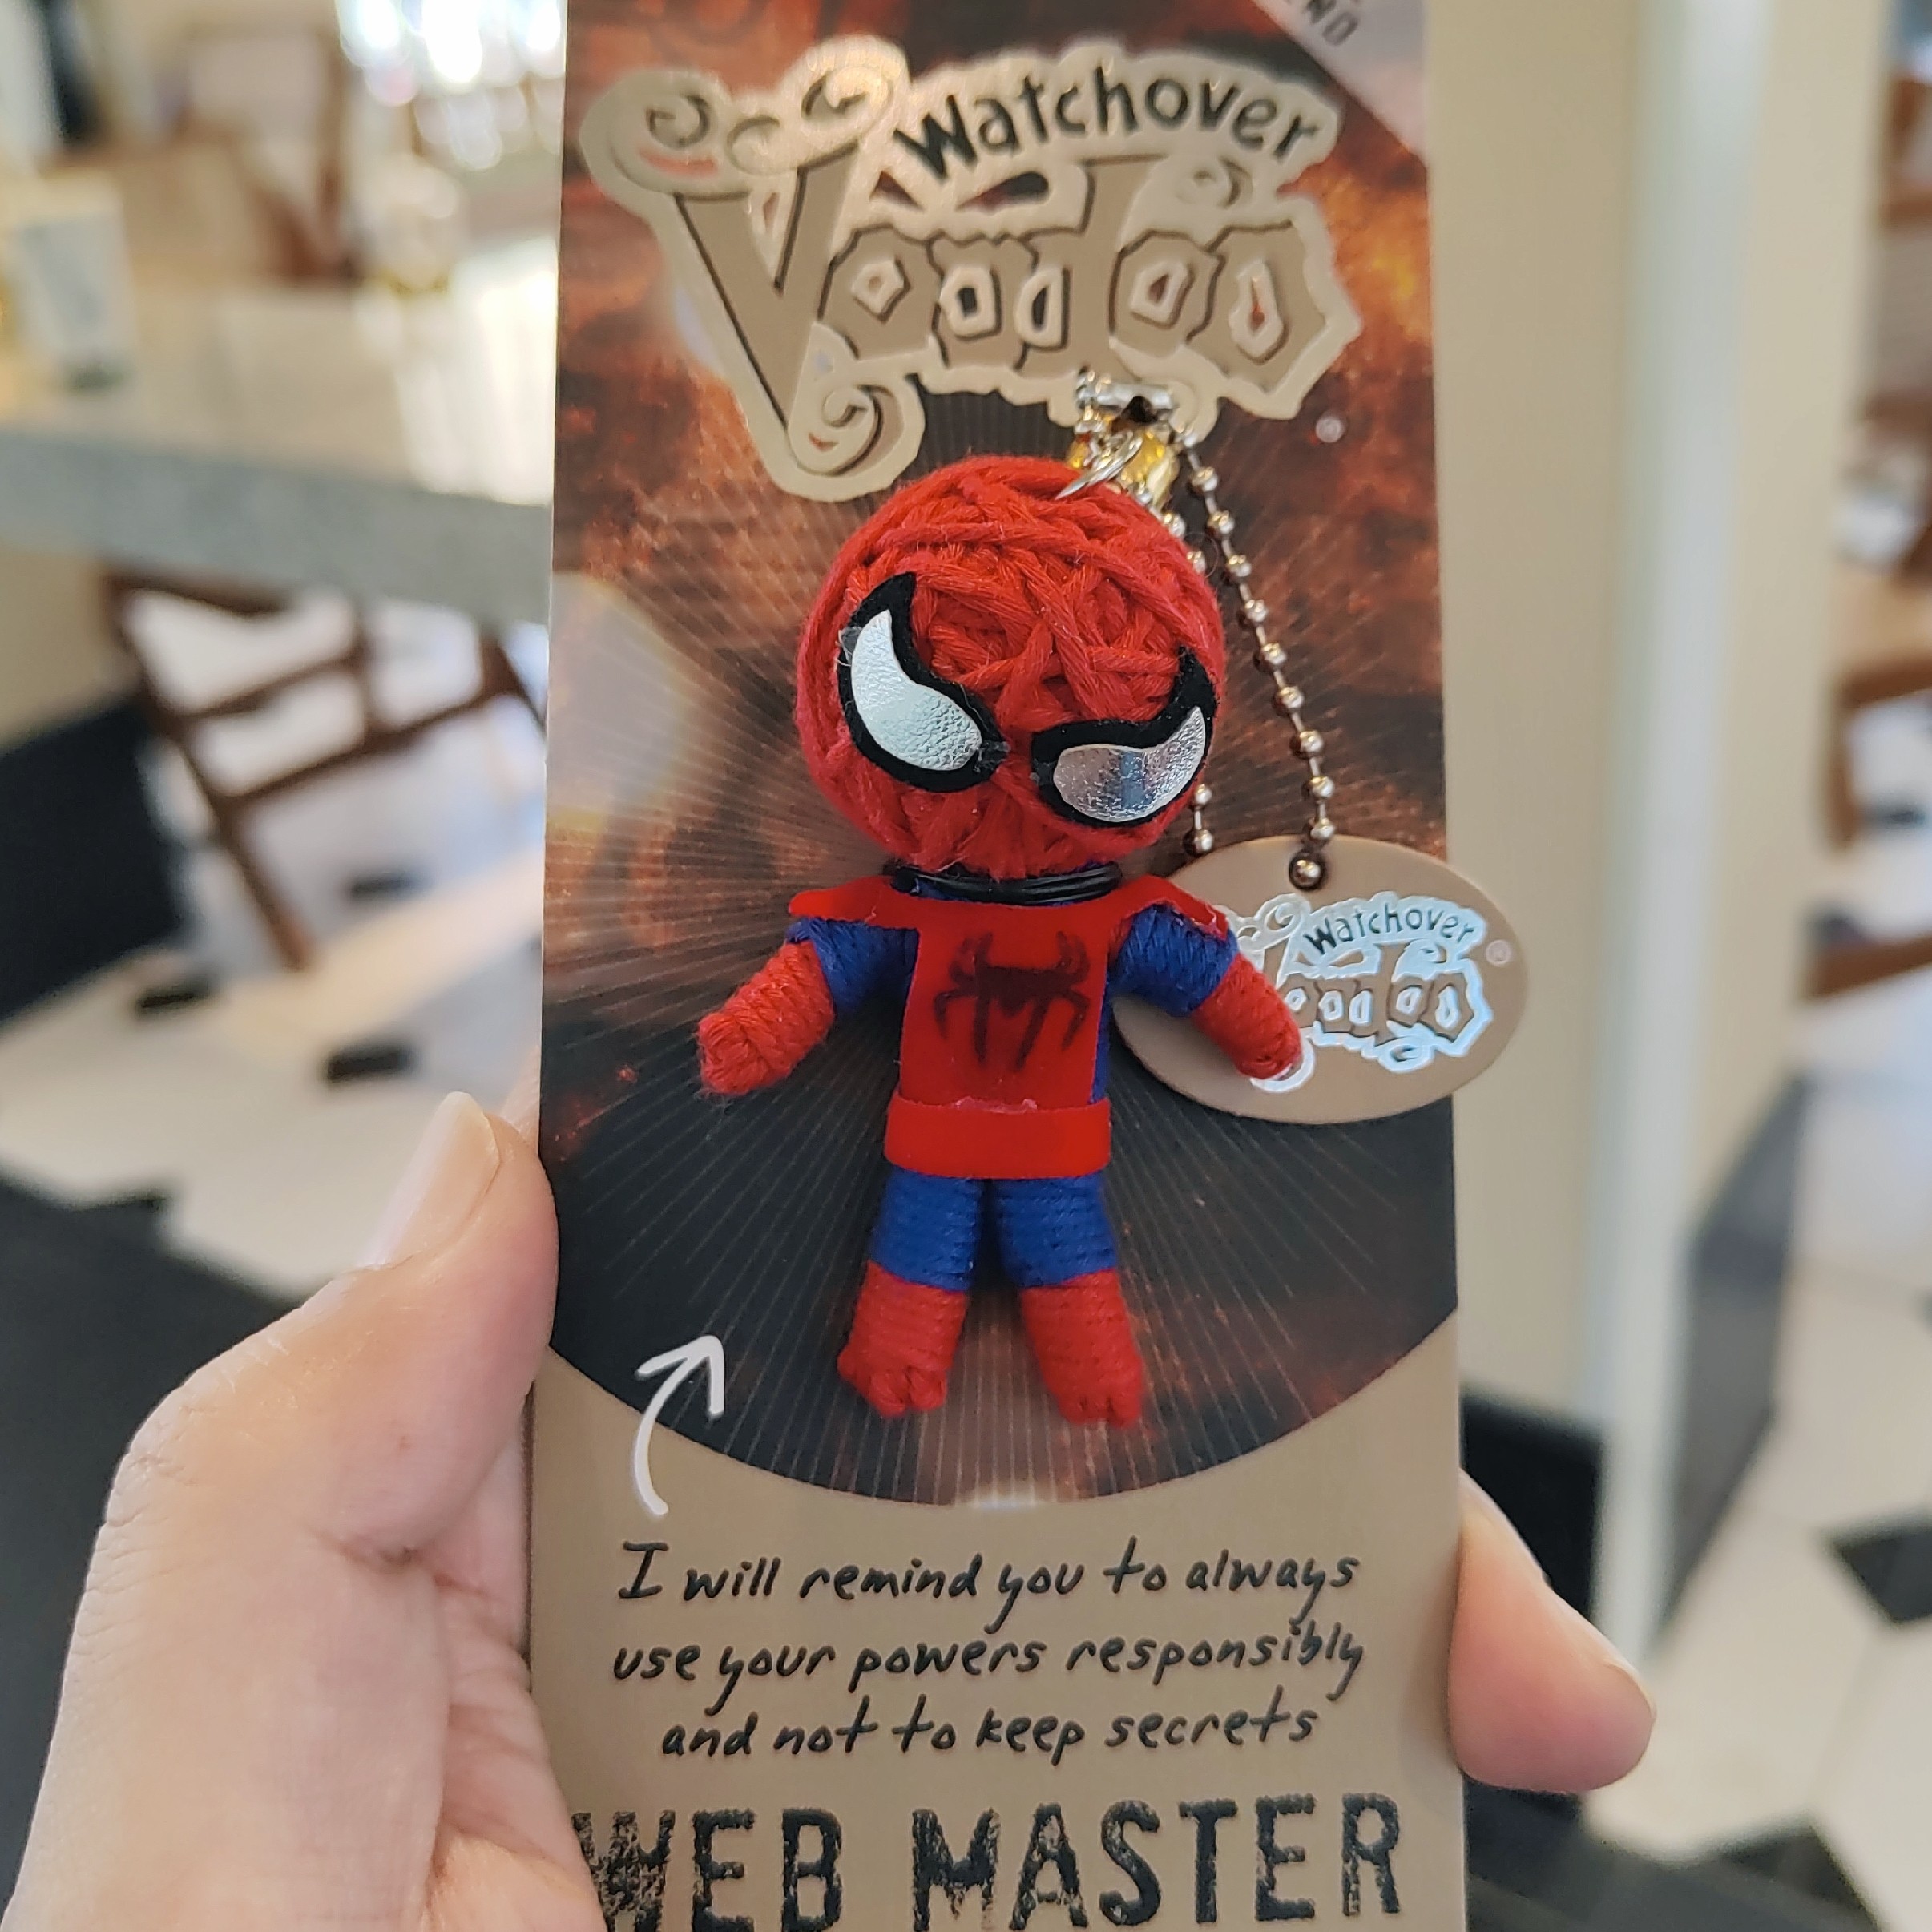 Watchover
Voodoo
®
Watchover
Voodoo
®
I will remind you to always
use your powers responsibly
and not to keep secrets
WEB MASTER